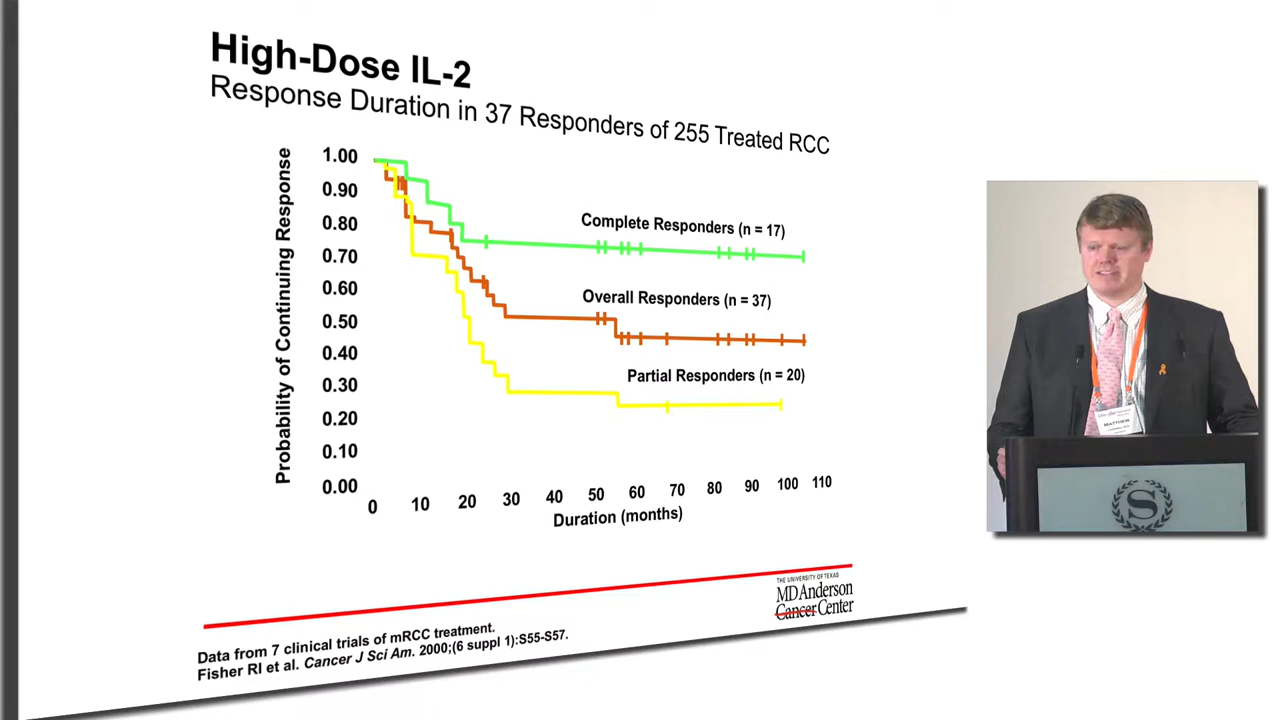 High-Dose IL-2
Response Duration in 37 Responders of 255 Treated RCC
Probability of Continuing Response
1.00
0.90
0.80
0.70
0.60
0.50
0.40
0.30
0.20
0.10
0.00
Complete Responders (n = 17)
Overall Responders (n = 37)
Partial Responders (n = 20)
0 10 20 30 40 50 60 70 80 90 100 110
Duration (months)
THE UNIVERSITY OF TEXAS
MD Anderson
Cancer Center
Data from 7 clinical trials of mRCC treatment.
Fisher RI et al. Cancer J Sci Am. 2000;(6 suppl 1):S55-S57.
MATTHEW
S